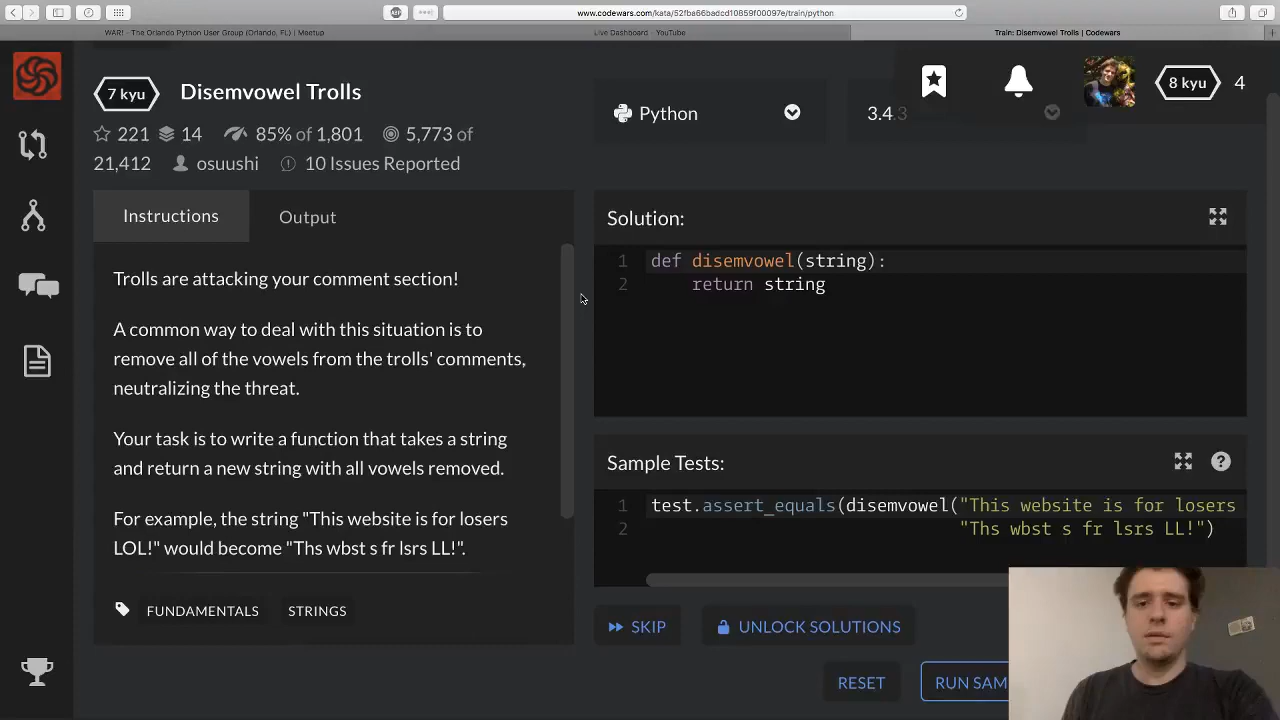 www.codewars.com/kata/52fba66badcd10859f00097e/train/python
WAR! - The Orlando Python User Group (Orlando, FL) | Meetup
Live Dashboard - YouTube
Train: Disemvowel Trolls | Codewars
7 kyu
Disemvowel Trolls
8 kyu
4
221
14
85% of 1,801
5,773 of
21,412
osuushi
10 Issues Reported
Python
3.4.3
Instructions
Output
Trolls are attacking your comment section!
A common way to deal with this situation is to
remove all of the vowels from the trolls' comments,
neutralizing the threat.
Your task is to write a function that takes a string
and return a new string with all vowels removed.
For example, the string "This website is for losers
LOL!" would become "Ths wbst s fr lsrs LL!".
FUNDAMENTALS
STRINGS
Solution:
1 def disemvowel(string):
2 return string
Sample Tests:
1 test.assert_equals(disemvowel("This website is for losers
2 "Ths wbst s fr lsrs LL!")
SKIP
UNLOCK SOLUTIONS
RESET
RUN SAM